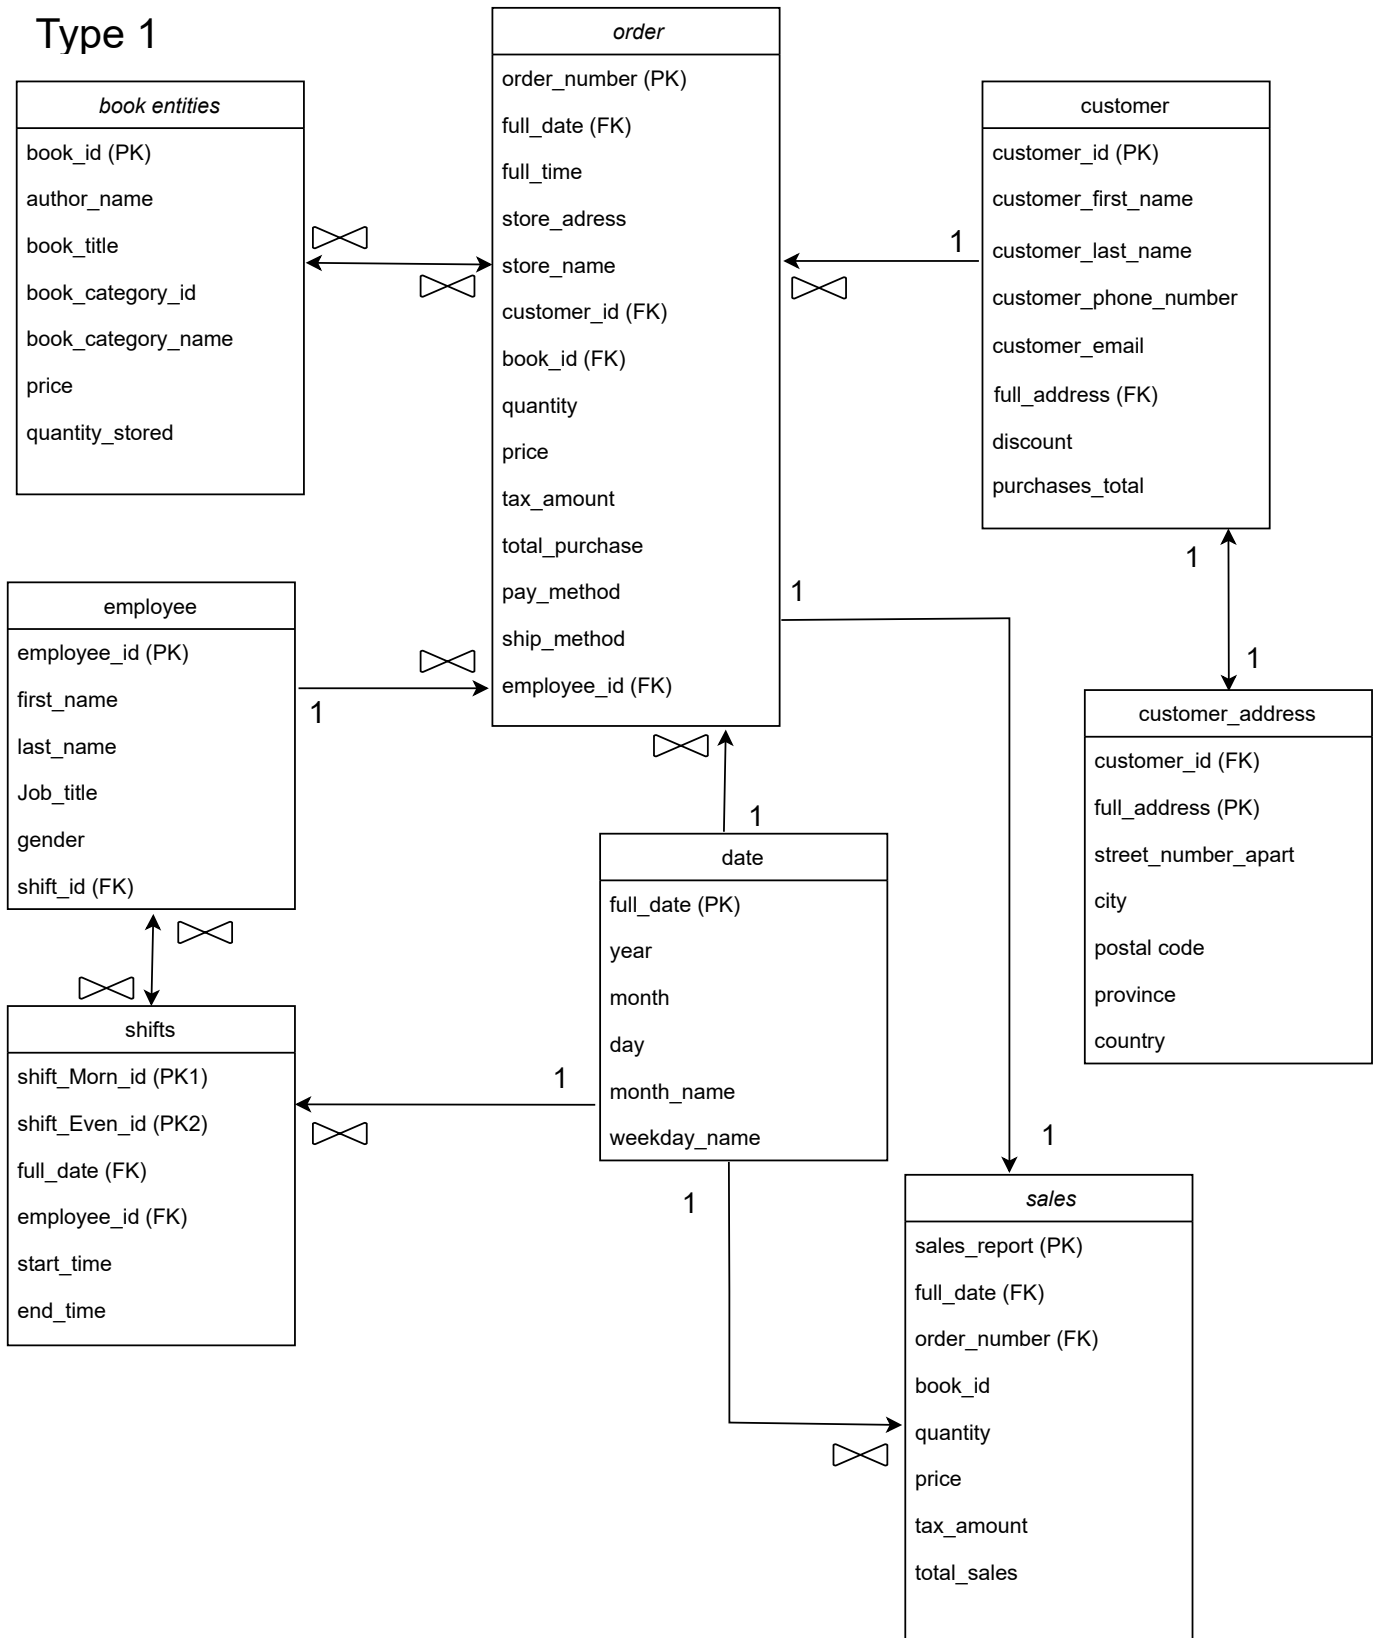 Type 1
book entities
book_id (PK)
author_name
book_title
book_category_id
book_category_name
price
quantity_stored
order
order_number (PK)
full_date (FK)
full_time
store_adress
store_name
customer_id (FK)
book_id (FK)
quantity
price
tax_amount
total_purchase
pay_method
ship_method
employee_id (FK)
customer
customer_id (PK)
customer_first_name
customer_last_name
customer_phone_number
customer_email
full_address (FK)
discount
purchases_total
1
1
1
1
employee
employee_id (PK)
first_name
last_name
Job_title
gender
shift_id (FK)
1
1
customer_address
customer_id (FK)
full_address (PK)
street_number_apart
city
postal code
province
country
date
full_date (PK)
year
month
day
month_name
weekday_name
shifts
shift_Morn_id (PK1)
shift_Even_id (PK2)
full_date (FK)
employee_id (FK)
start_time
end_time
1
1
1
sales
sales_report (PK)
full_date (FK)
order_number (FK)
book_id
quantity
price
tax_amount
total_sales